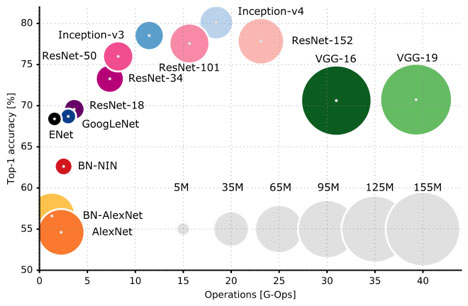 Inception-v4
80
Inception-v3
ResNet-152
75
ResNet-50
VGG-16
VGG-19
ResNet-101
ResNet-34
70
ResNet-18
GoogLeNet
ENet
65
BN-NIN
60
5M 35M 65M 95M 125M 155M
BN-AlexNet
55
AlexNet
50
0 5 10 15 20 25 30 35 40
Operations [G-Ops]
Top-1 accuracy [%]